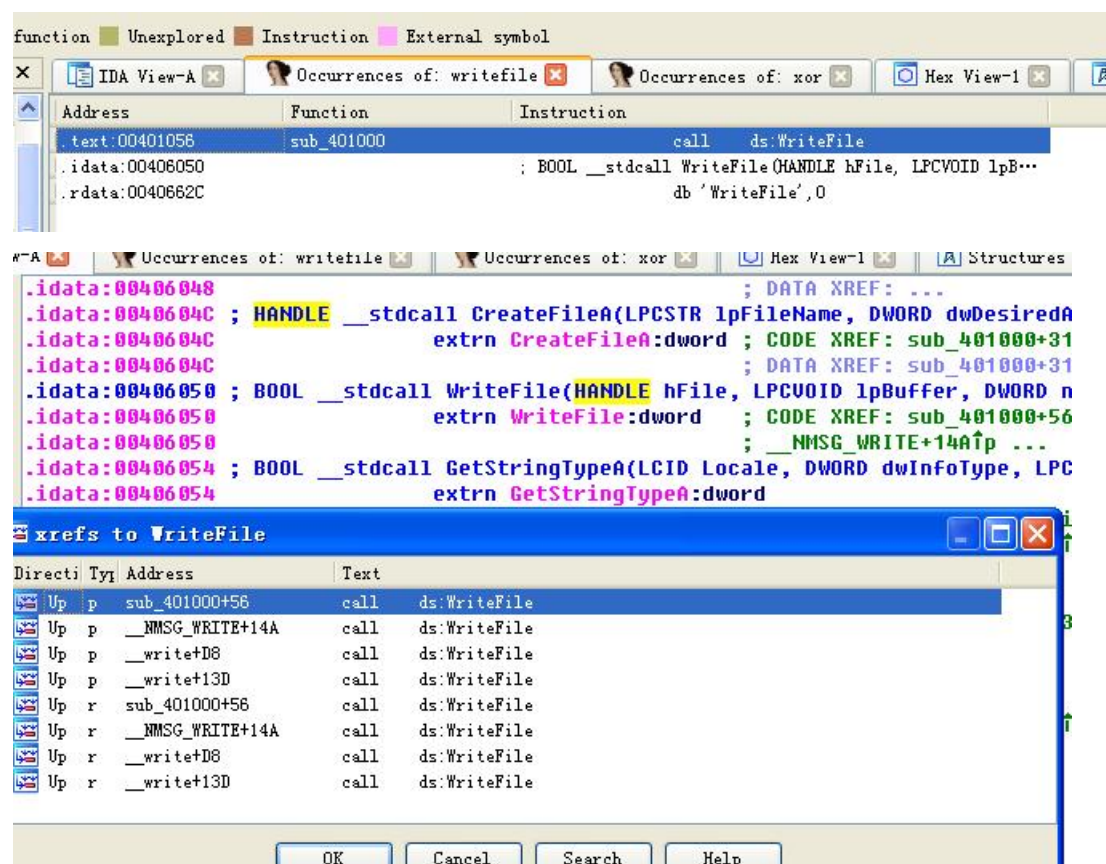 function Unexplored Instruction External symbol
IDA View-A Occurrences of: writefile Occurrences of: xor Hex View-1
Address Function Instruction
.text:00401056 sub_401000 call ds:WriteFile
.idata:00406050 ; BOOL __stdcall WriteFile(HANDLE hFile, LPCVOID lpB…
.rdata:0040662C db 'WriteFile',0
w-A Occurrences of: writefile Occurrences of: xor Hex View-1 Structures
.idata:00406048 ; DATA XREF: ...
.idata:0040604C ; HANDLE __stdcall CreateFileA(LPCSTR lpFileName, DWORD dwDesiredA
.idata:0040604C extrn CreateFileA:dword ; CODE XREF: sub_401000+31
.idata:0040604C ; DATA XREF: sub_401000+31
.idata:00406050 ; BOOL __stdcall WriteFile(HANDLE hFile, LPCVOID lpBuffer, DWORD n
.idata:00406050 extrn WriteFile:dword ; CODE XREF: sub_401000+56
.idata:00406050 ; __NMSG_WRITE+14A↑p ...
.idata:00406054 ; BOOL __stdcall GetStringTypeA(LCID Locale, DWORD dwInfoType, LPC
.idata:00406054 extrn GetStringTypeA:dword
xrefs to WriteFile
Directi Typ Address Text
Up p sub_401000+56 call ds:WriteFile
Up p __NMSG_WRITE+14A call ds:WriteFile
Up p __write+D8 call ds:WriteFile
Up p __write+13D call ds:WriteFile
Up r sub_401000+56 call ds:WriteFile
Up r __NMSG_WRITE+14A call ds:WriteFile
Up r __write+D8 call ds:WriteFile
Up r __write+13D call ds:WriteFile
OK Cancel Search Help